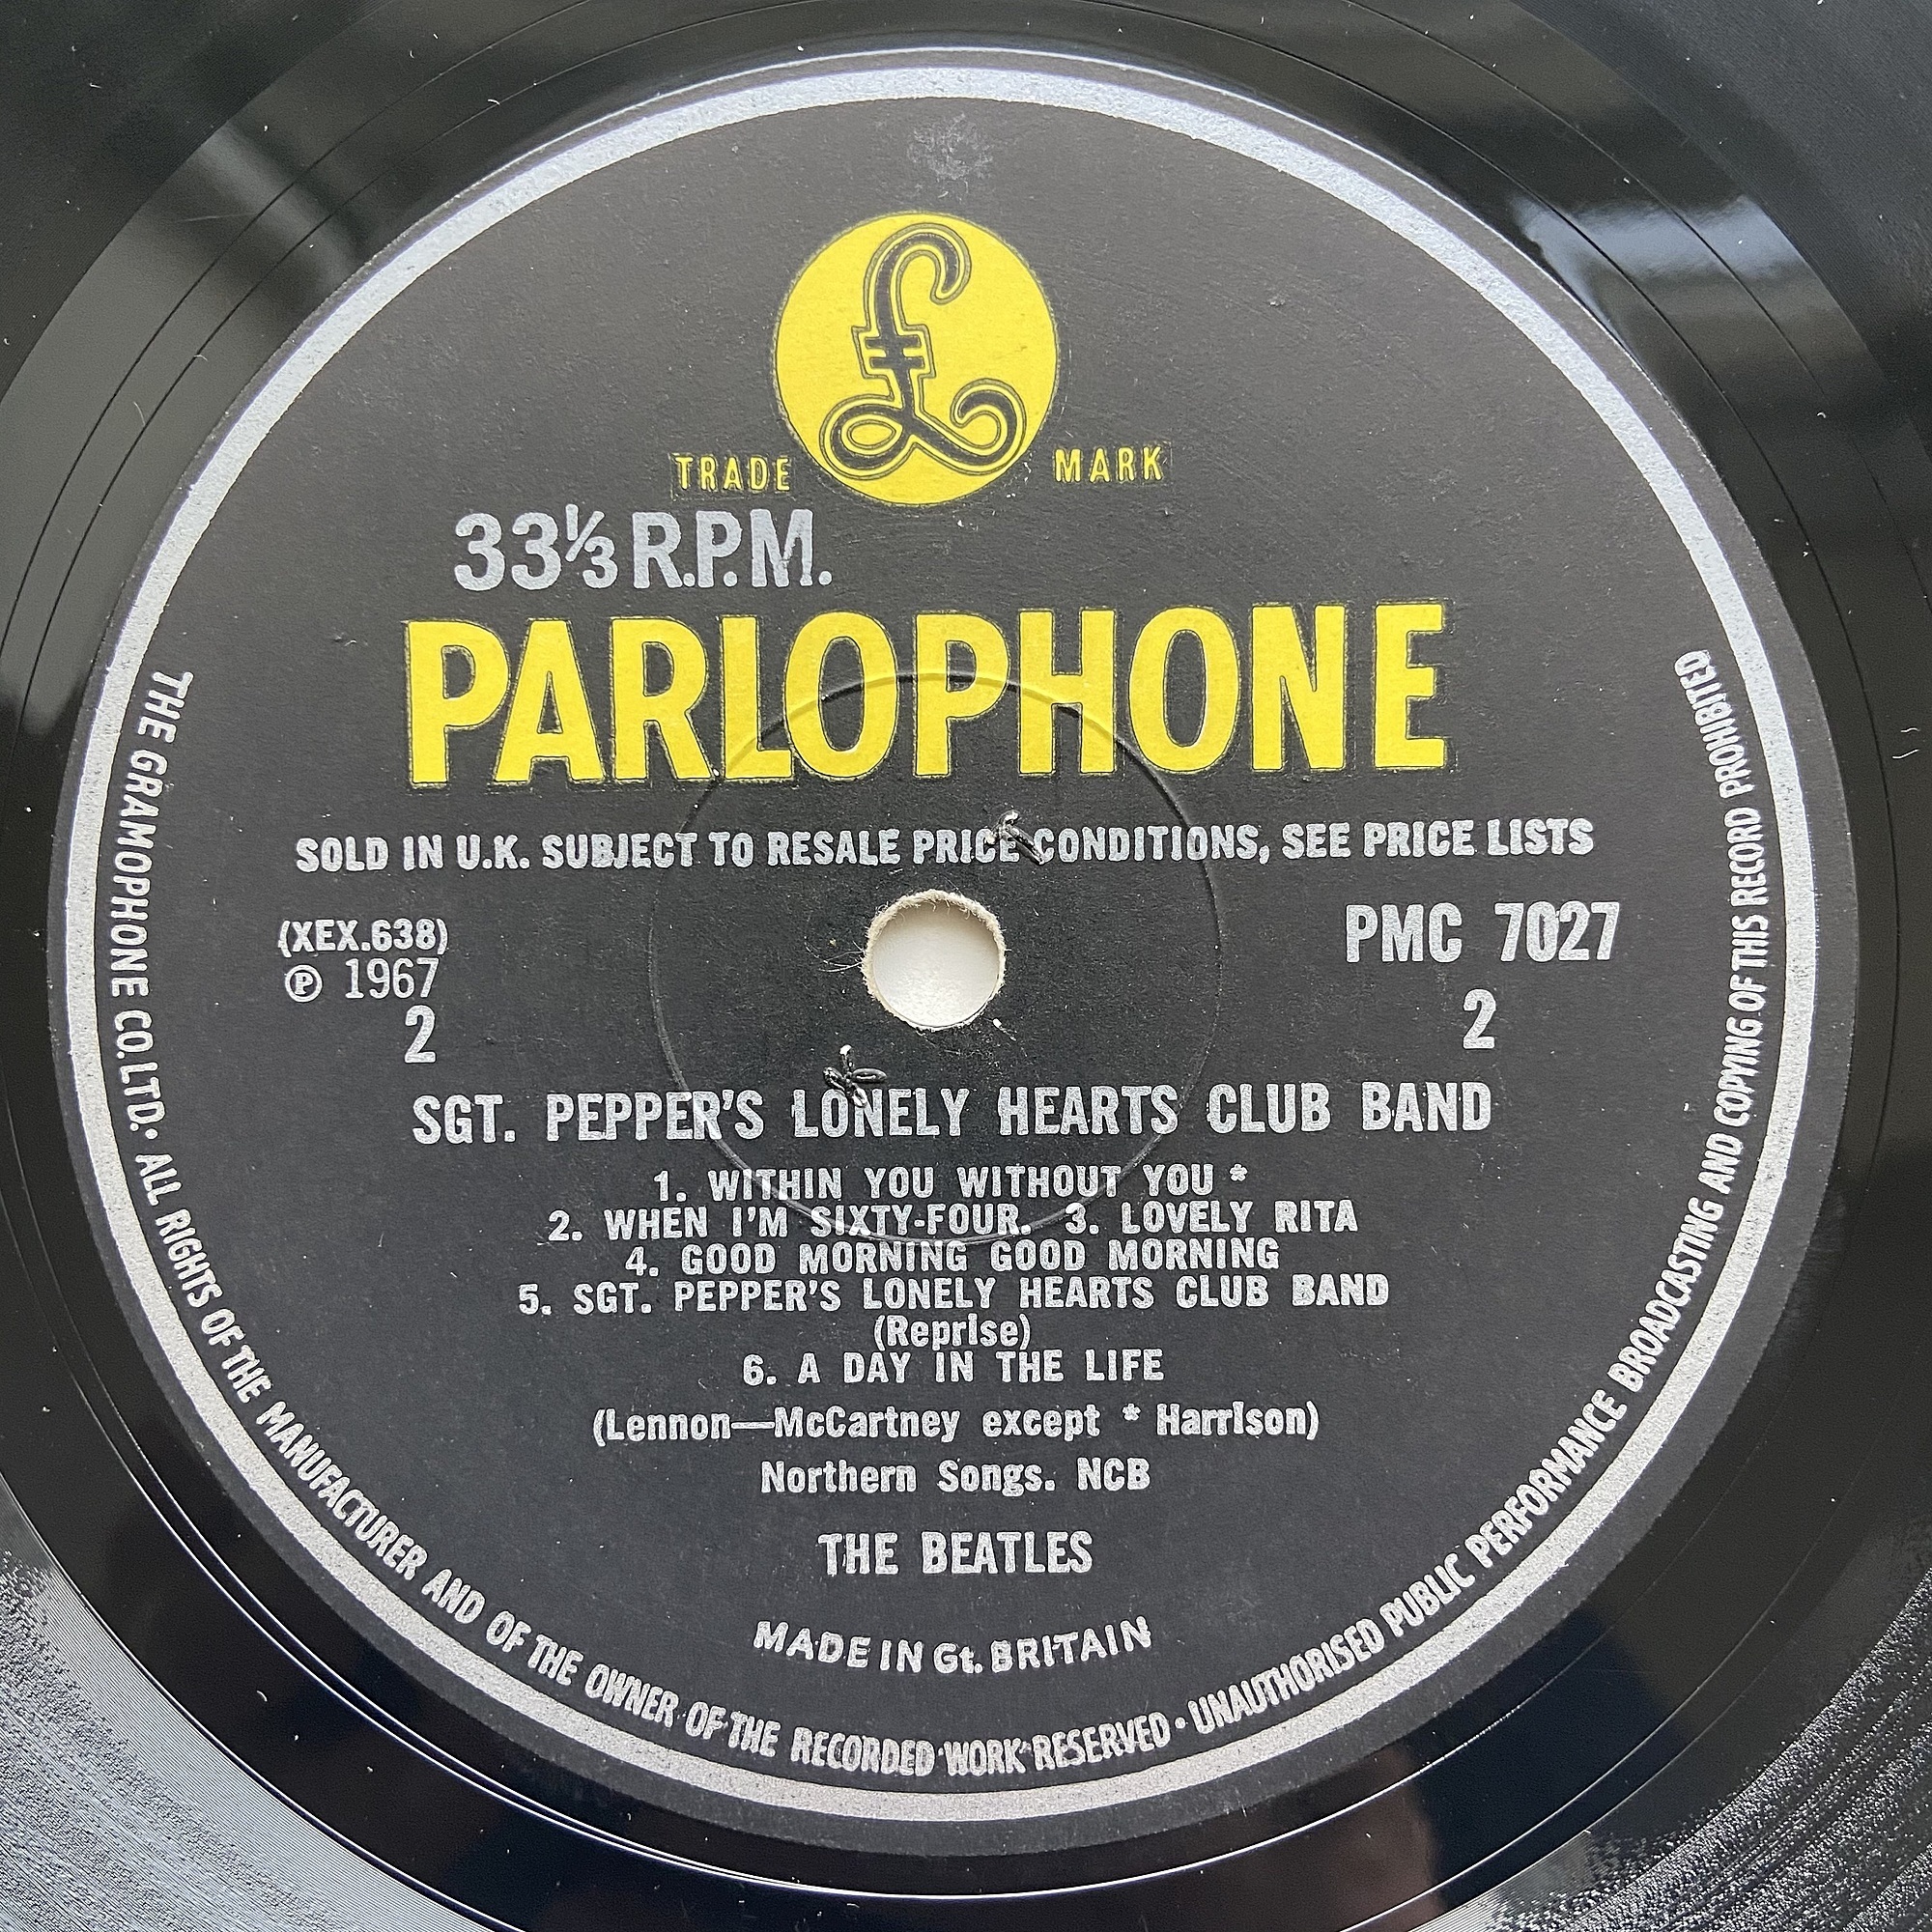 £
TRADE MARK
33⅓ R.P.M.
PARLOPHONE
SOLD IN U.K. SUBJECT TO RESALE PRICE CONDITIONS, SEE PRICE LISTS
(XEX.638)
℗ 1967
2
PMC 7027
2
SGT. PEPPER'S LONELY HEARTS CLUB BAND
1. WITHIN YOU WITHOUT YOU *
2. WHEN I'M SIXTY-FOUR. 3. LOVELY RITA
4. GOOD MORNING GOOD MORNING
5. SGT. PEPPER'S LONELY HEARTS CLUB BAND
(Reprise)
6. A DAY IN THE LIFE
(Lennon—McCartney except * Harrison)
Northern Songs. NCB
THE BEATLES
MADE IN Gt. BRITAIN
THE GRAMOPHONE CO. LTD. • ALL RIGHTS OF THE MANUFACTURER AND OF THE OWNER OF THE RECORDED WORK RESERVED • UNAUTHORISED PUBLIC PERFORMANCE BROADCASTING AND COPYING OF THIS RECORD PROHIBITED